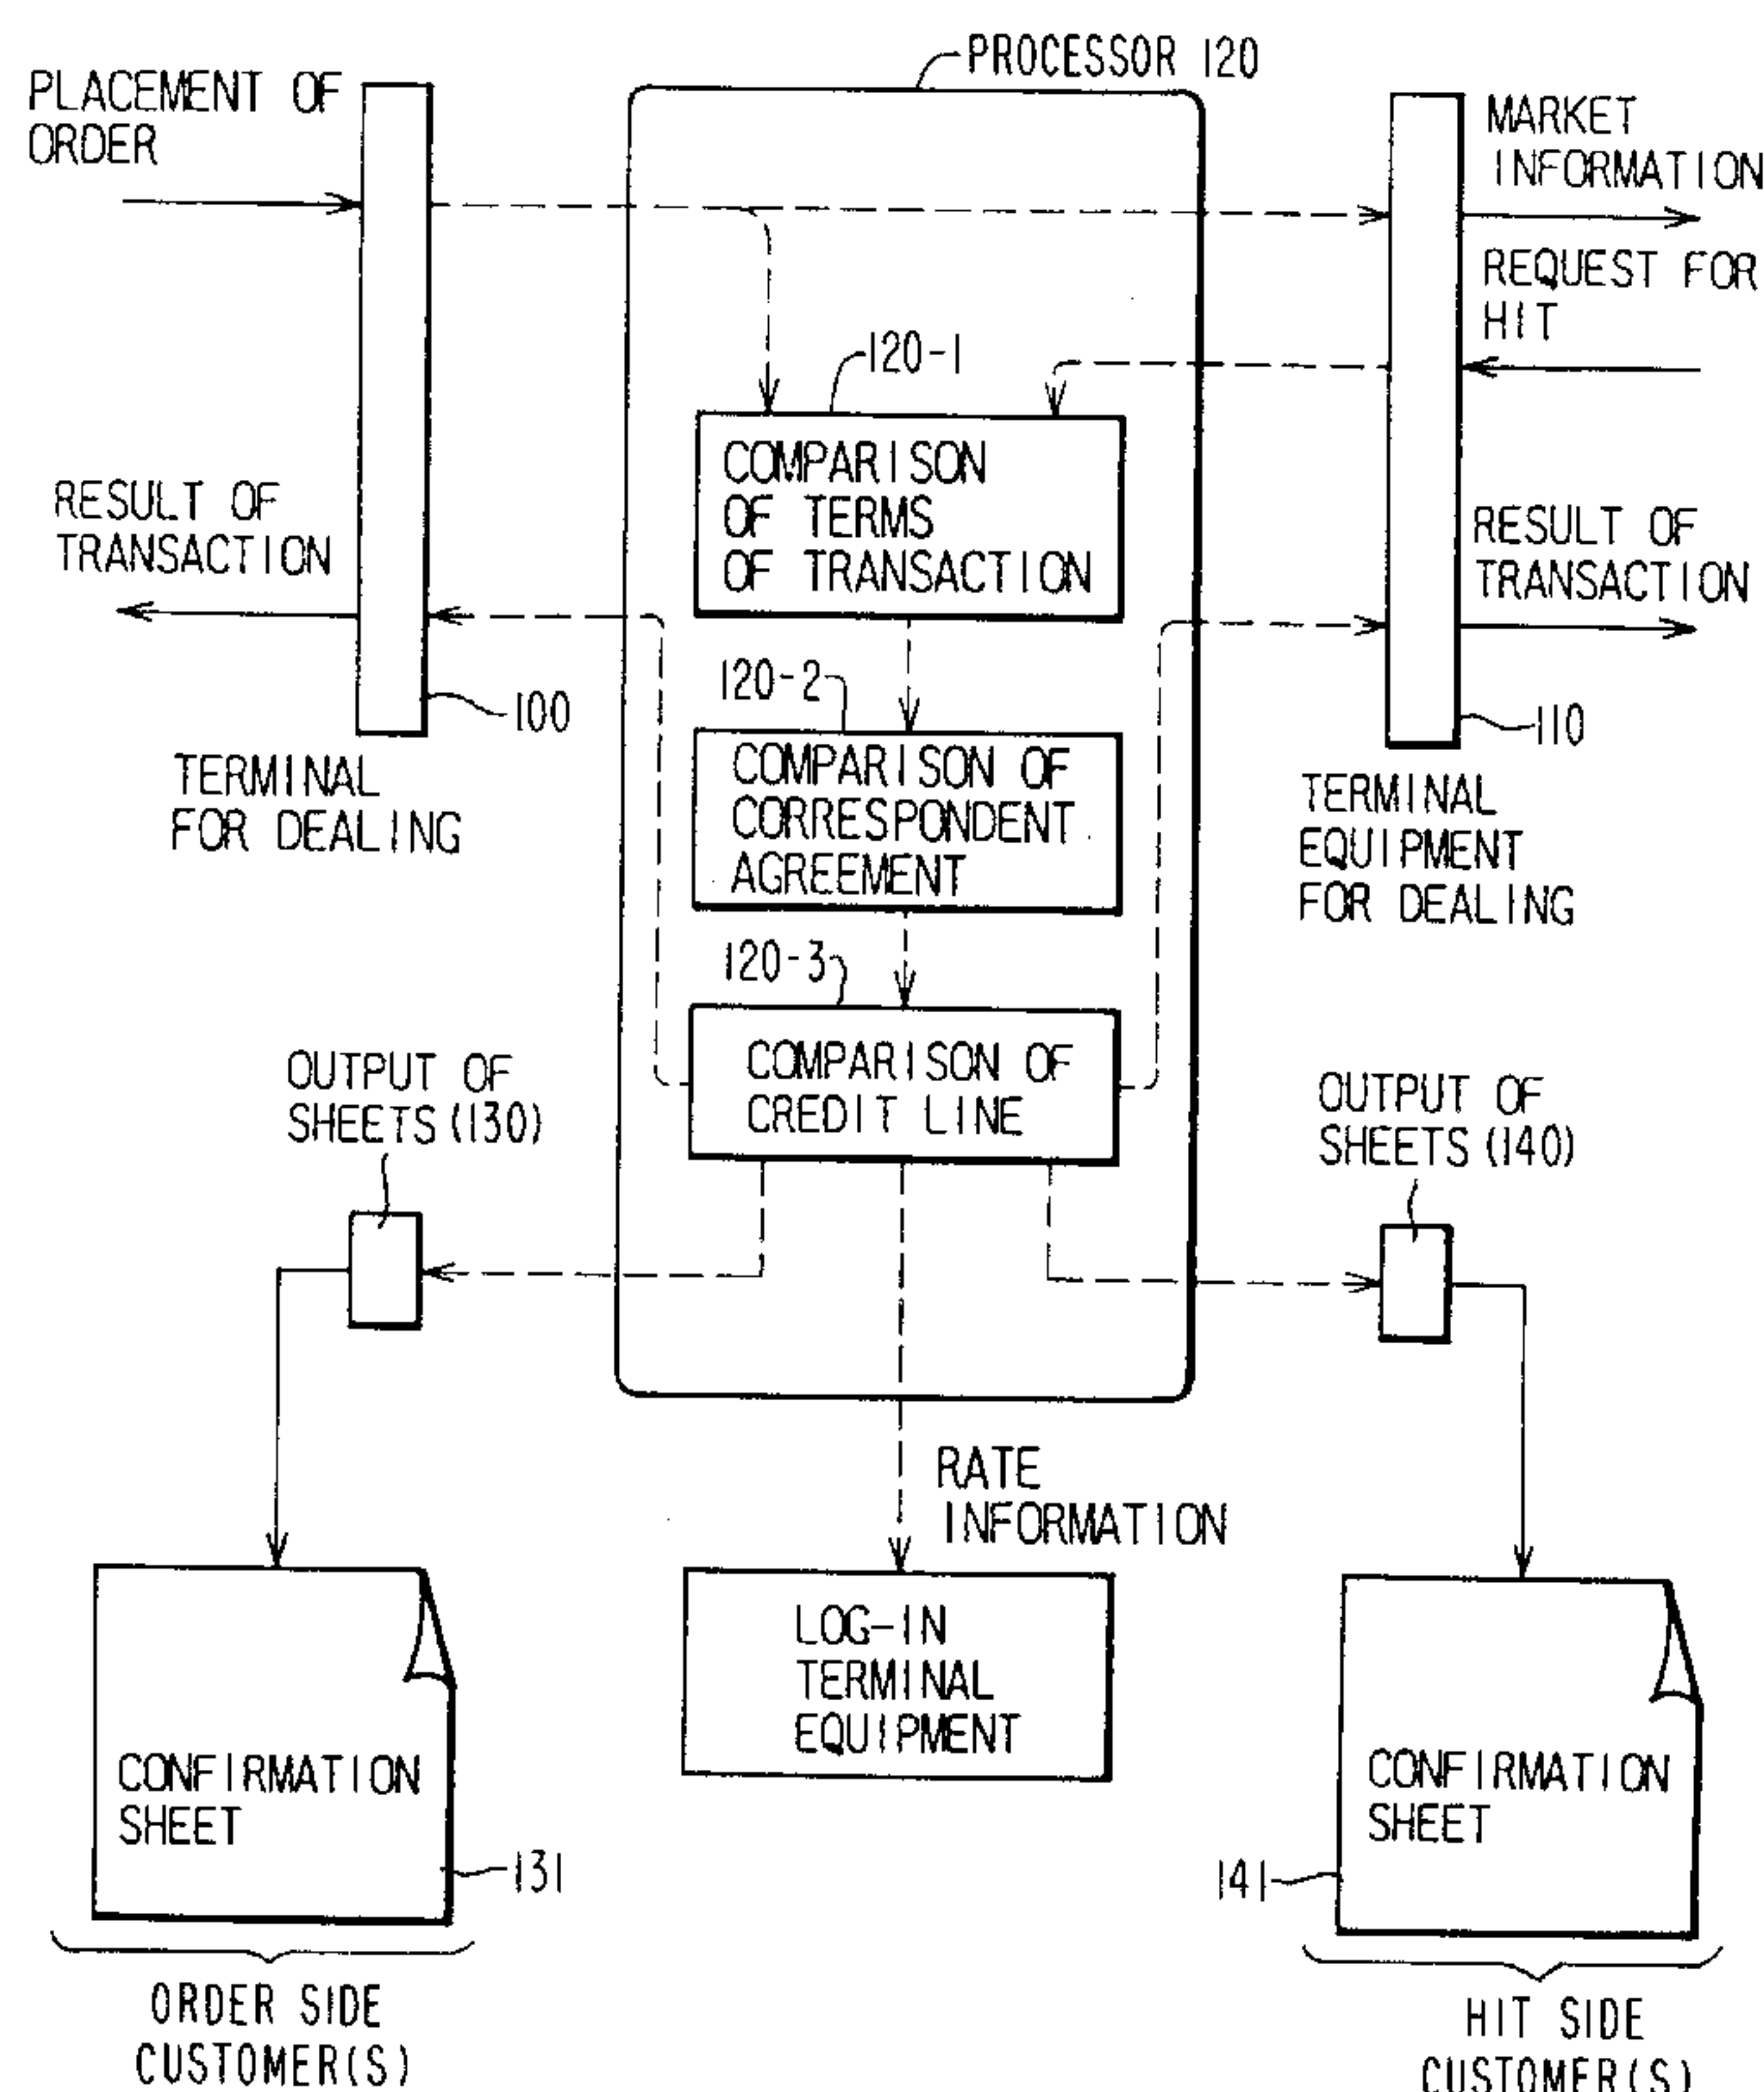 PROCESSOR 120
PLACEMENT OF
ORDER
MARKET
INFORMATION
REQUEST FOR
HIT
120-1
COMPARISON
OF TERMS
OF TRANSACTION
RESULT OF
TRANSACTION
RESULT OF
TRANSACTION
100
110
TERMINAL
FOR DEALING
120-2
COMPARISON OF
CORRESPONDENT
AGREEMENT
TERMINAL
EQUIPMENT
FOR DEALING
120-3
COMPARISON OF
CREDIT LINE
OUTPUT OF
SHEETS (130)
OUTPUT OF
SHEETS (140)
RATE
INFORMATION
LOG-IN
TERMINAL
EQUIPMENT
CONFIRMATION
SHEET
131
CONFIRMATION
SHEET
141
ORDER SIDE
CUSTOMER(S)
HIT SIDE
CUSTOMER(S)